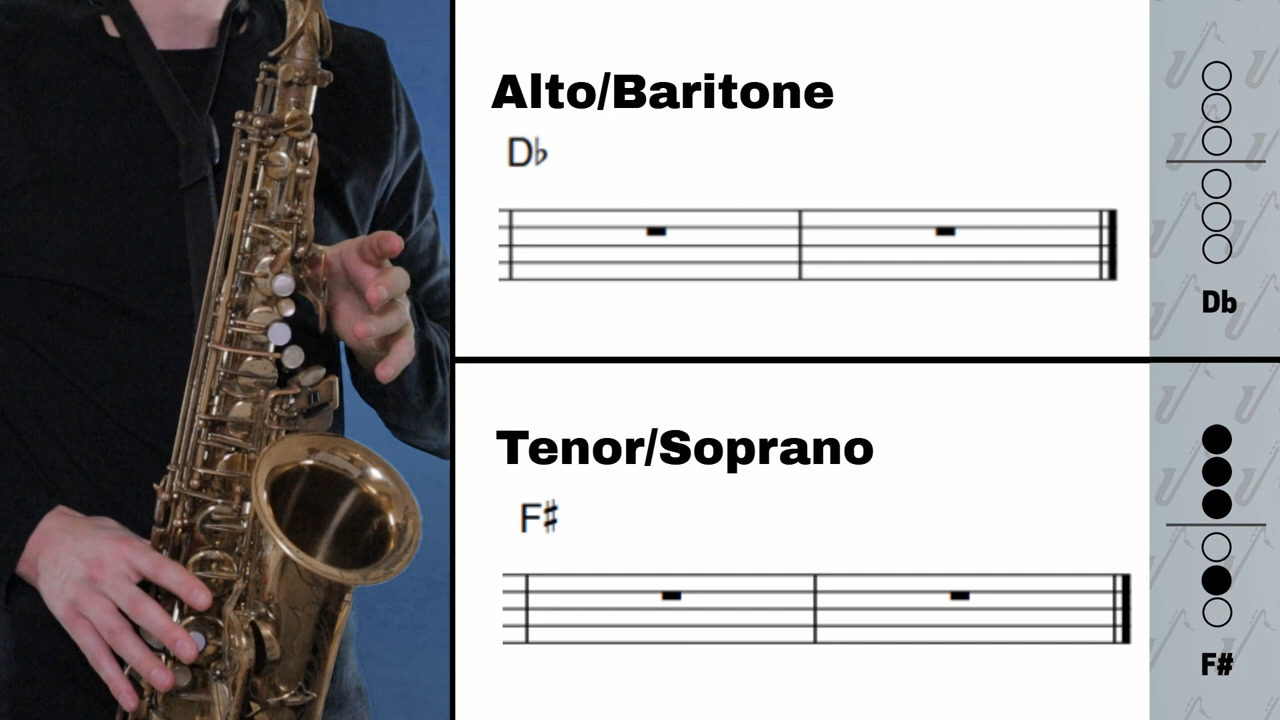 Alto/Baritone
D♭
Db
Tenor/Soprano
F♯
F#